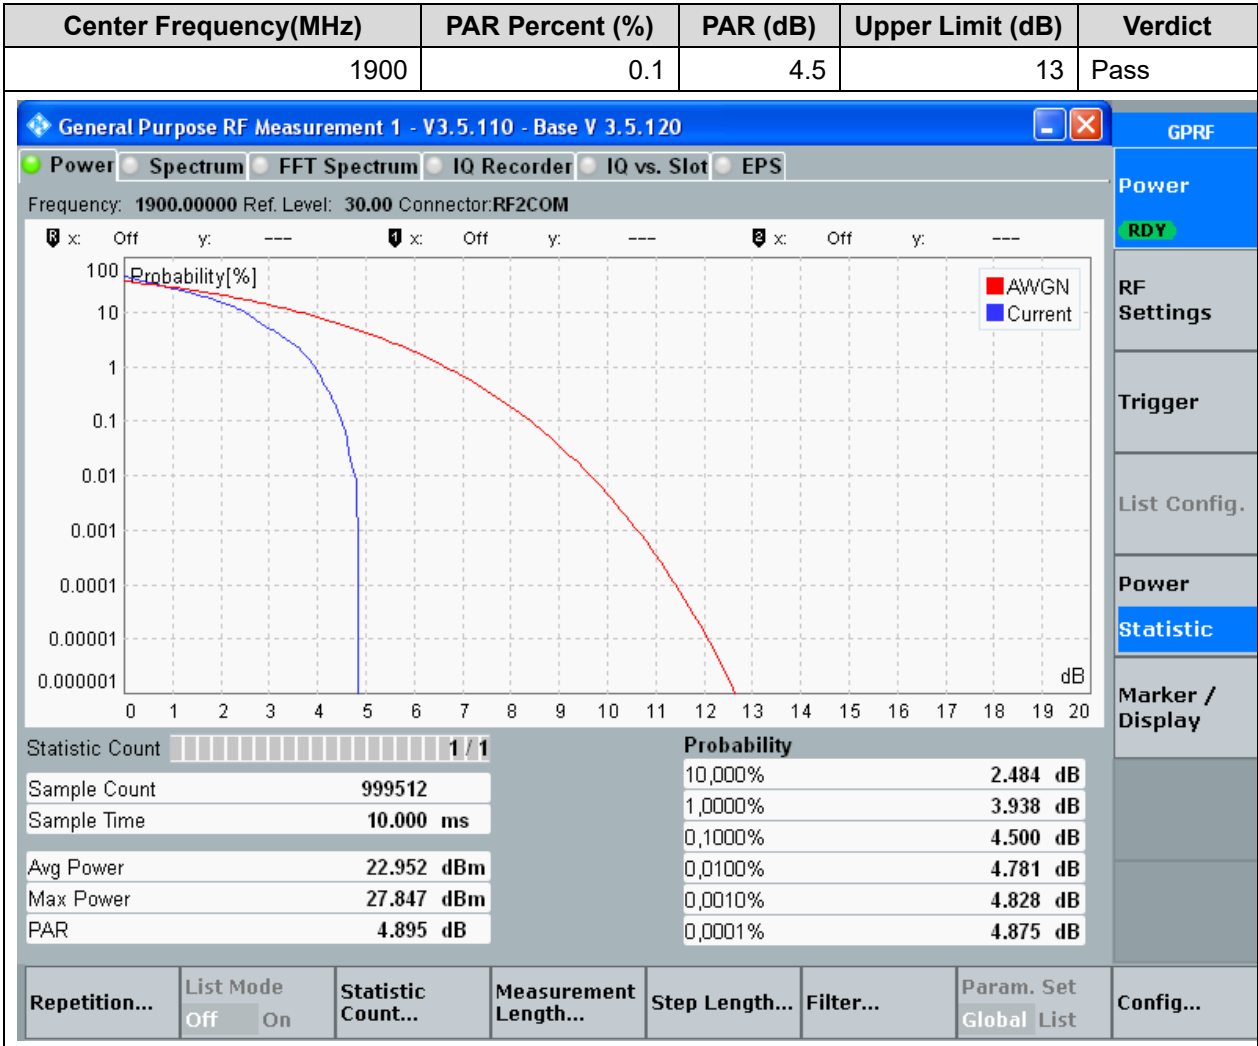 Center Frequency(MHz) PAR Percent (%) PAR (dB) Upper Limit (dB) Verdict
1900 0.1 4.5 13 Pass
General Purpose RF Measurement 1 - V3.5.110 - Base V 3.5.120
GPRF
Power Spectrum FFT Spectrum IQ Recorder IQ vs. Slot EPS
Frequency: 1900.00000 Ref. Level: 30.00 Connector:RF2COM
R x: Off y: --- 1 x: Off y: --- 2 x: Off y: ---
Probability[%]
AWGN
Current
100
10
1
0.1
0.01
0.001
0.0001
0.00001
0.000001
dB
0 1 2 3 4 5 6 7 8 9 10 11 12 13 14 15 16 17 18 19 20
Statistic Count 1 / 1
Sample Count 999512
Sample Time 10.000 ms
Avg Power 22.952 dBm
Max Power 27.847 dBm
PAR 4.895 dB
Probability
10,000% 2.484 dB
1,0000% 3.938 dB
0,1000% 4.500 dB
0,0100% 4.781 dB
0,0010% 4.828 dB
0,0001% 4.875 dB
Power
RDY
RF
Settings
Trigger
List Config.
Power
Statistic
Marker /
Display
Repetition...
List Mode
Off On
Statistic
Count...
Measurement
Length...
Step Length...
Filter...
Param. Set
Global List
Config...